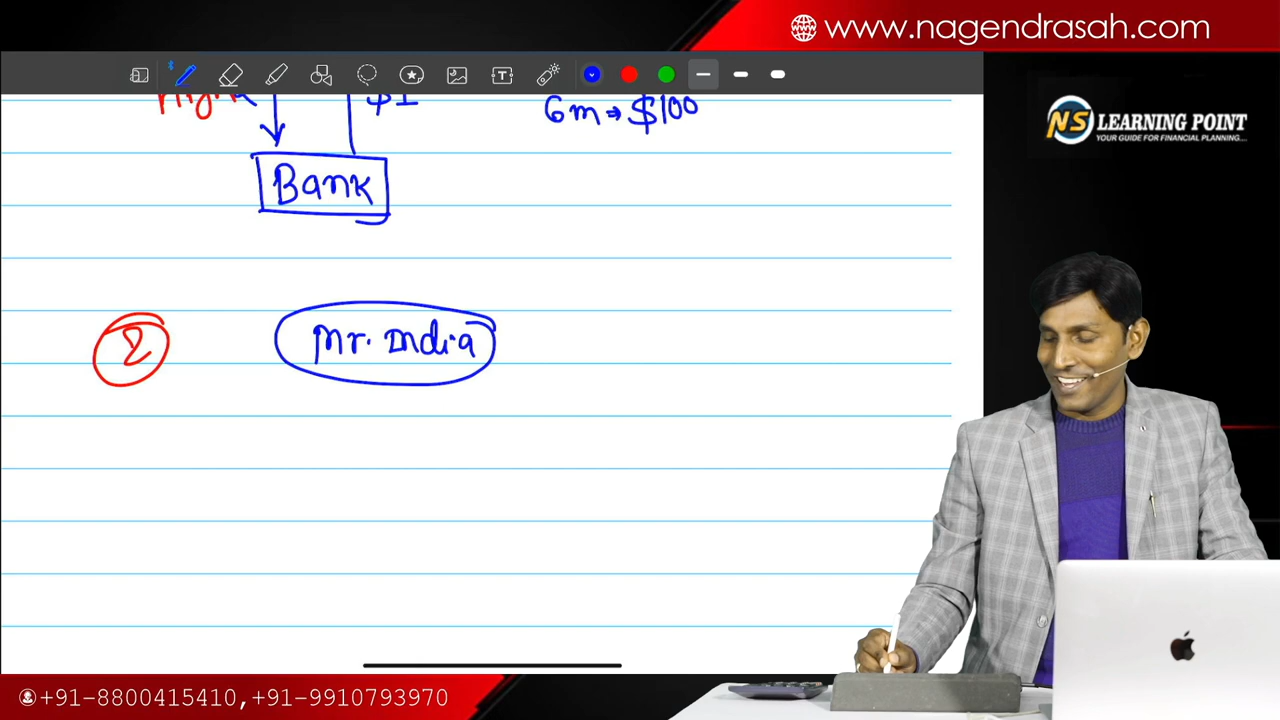 www.nagendrasah.com
T
$1
6m → $100
NS LEARNING POINT
YOUR GUIDE FOR FINANCIAL PLANNING....
Bank
2
Mr. India
+91-8800415410,+91-9910793970